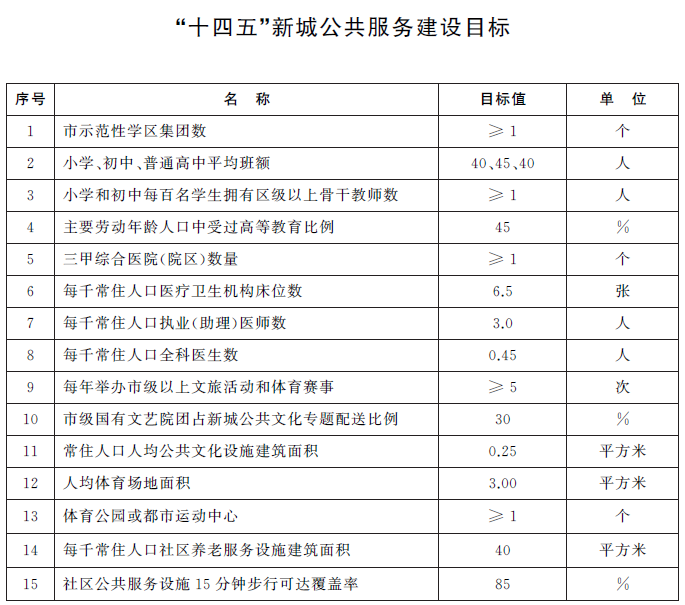 “十四五”新城公共服务建设目标
序号 名 称 目标值 单 位
1 市示范性学区集团数 ≥1 个
2 小学、初中、普通高中平均班额 40、45、40 人
3 小学和初中每百名学生拥有区级以上骨干教师数 ≥1 人
4 主要劳动年龄人口中受过高等教育比例 45 %
5 三甲综合医院(院区)数量 ≥1 个
6 每千常住人口医疗卫生机构床位数 6.5 张
7 每千常住人口执业(助理)医师数 3.0 人
8 每千常住人口全科医生数 0.45 人
9 每年举办市级以上文旅活动和体育赛事 ≥5 次
10 市级国有文艺院团占新城公共文化专题配送比例 30 %
11 常住人口人均公共文化设施建筑面积 0.25 平方米
12 人均体育场地面积 3.00 平方米
13 体育公园或都市运动中心 ≥1 个
14 每千常住人口社区养老服务设施建筑面积 40 平方米
15 社区公共服务设施15分钟步行可达覆盖率 85 %